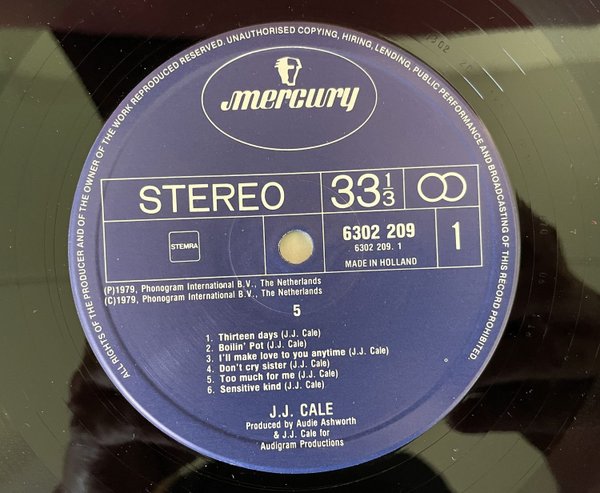 ALL RIGHTS OF THE PRODUCER AND OF THE OWNER OF THE WORK REPRODUCED RESERVED. UNAUTHORISED COPYING, HIRING, LENDING, PUBLIC PERFORMANCE AND BROADCASTING OF THIS RECORD PROHIBITED.
mercury
STEREO
33 1/3
STEMRA
6302 209
6302 209. 1
MADE IN HOLLAND
1
(P)1979, Phonogram International B.V., The Netherlands
(C)1979, Phonogram International B.V., The Netherlands
5
1. Thirteen days (J.J. Cale)
2. Boilin' Pot (J.J. Cale)
3. I'll make love to you anytime (J.J. Cale)
4. Don't cry sister (J.J. Cale)
5. Too much for me (J.J. Cale)
6. Sensitive kind (J.J. Cale)
J.J. CALE
Produced by Audie Ashworth
& J.J. Cale for
Audigram Productions